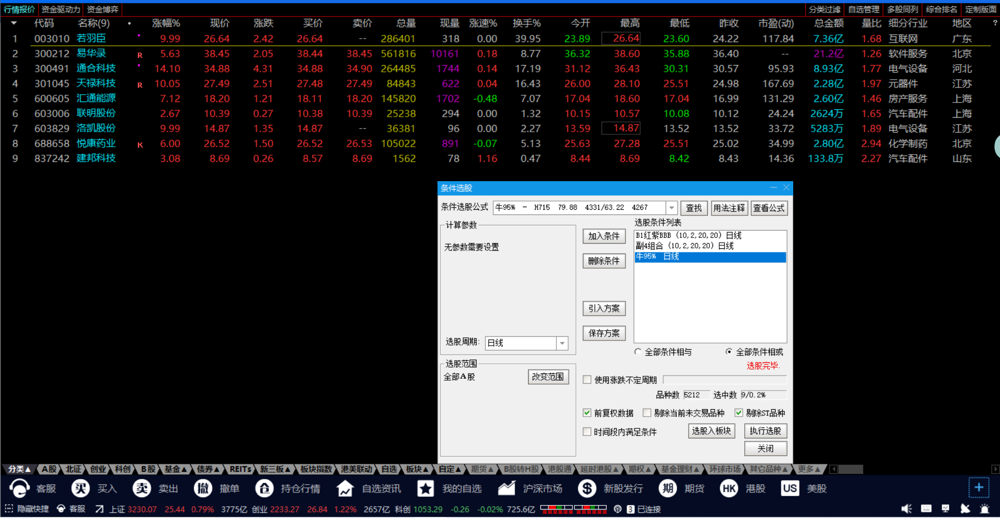 行情报价 资金驱动力 资金博弈 分类过滤 自选管理 多股同列 综合排名 定制版面
代码 名称(9) 涨幅% 现价 涨跌 买价 卖价 总量 现量 涨速% 换手% 今开 最高 最低 昨收 市盈(动) 总金额 量比 细分行业 地区 ?
1 003010 若羽臣 9.99 26.64 2.42 26.64 -- 286401 318 0.00 39.95 23.89 26.64 23.60 24.22 117.84 7.36亿 1.68 互联网 广东
2 300212 易华录 R 5.63 38.45 2.05 38.44 38.45 561816 10161 0.18 8.77 36.32 38.60 35.88 36.40 -- 21.2亿 1.26 软件服务 北京
3 300491 通合科技 14.10 34.88 4.31 34.88 34.90 264485 1744 0.14 17.19 31.12 36.43 30.31 30.57 95.93 8.93亿 1.77 电气设备 河北
4 301045 天禄科技 R 10.05 27.49 2.51 27.48 27.49 84843 622 0.04 16.43 26.00 28.10 25.51 24.98 167.69 2.28亿 1.97 元器件 江苏
5 600605 汇通能源 7.12 18.20 1.21 18.11 18.20 145820 1702 -0.48 7.07 17.04 18.60 17.04 16.99 131.29 2.60亿 1.46 房产服务 上海
6 603006 联明股份 2.67 10.39 0.27 10.38 10.39 25238 294 0.00 1.32 10.15 10.57 10.08 10.12 24.24 2624万 1.65 汽车配件 上海
7 603829 洛凯股份 9.99 14.87 1.35 14.87 -- 36381 96 0.00 2.27 13.59 14.87 13.52 13.52 33.72 5283万 1.89 电气设备 江苏
8 688658 悦康药业 K 6.00 26.52 1.50 26.52 26.53 105022 891 -0.07 5.13 25.63 27.28 25.51 25.02 34.99 2.80亿 2.94 化学制药 北京
9 837242 建邦科技 3.08 8.69 0.26 8.57 8.69 1562 78 1.16 0.47 8.44 8.69 8.42 8.43 14.36 133.8万 2.27 汽车配件 山东
条件选股
条件选股公式 牛95% - H715 79.88 4331/63.22 4267 查找 用法注释 查看公式
计算参数
无参数需要设置
选股周期: 日线
选股范围
全部A股 改变范围
加入条件
删除条件
引入方案
保存方案
选股条件列表
B1红紫BBB (10,2,20,20) 日线
副4组合 (10,2,20,20) 日线
牛95% 日线
全部条件相与 全部条件相或
选股完毕.
使用涨跌不定周期
品种数 5212 选中数 9/0.2%
前复权数据 剔除当前未交易品种 剔除ST品种
时间段内满足条件 选股入板块 执行选股
关闭
分类▲ A股 北证 创业 科创 B股 基金▲ 债券▲ REITs 新三板▲ 板块指数 港美联动 自选 板块▲ 自定▲ 期货▲ B股转H股 港股通 延时港股▲ 期权▲ 基金理财▲ 环球市场 其它品种▲ 更多▲
客服 买 买入 卖 卖出 撤 撤单 仓 持仓行情 自选资讯 我的自选 沪深市场 $ 新股发行 期 期货 HK 港股 US 美股 +
隐藏快捷 客服 上证 3230.07 25.44 0.79% 3775亿 创业 2233.27 26.84 1.22% 2657亿 科创 1053.29 -0.26 -0.02% 725.6亿 3 已连接